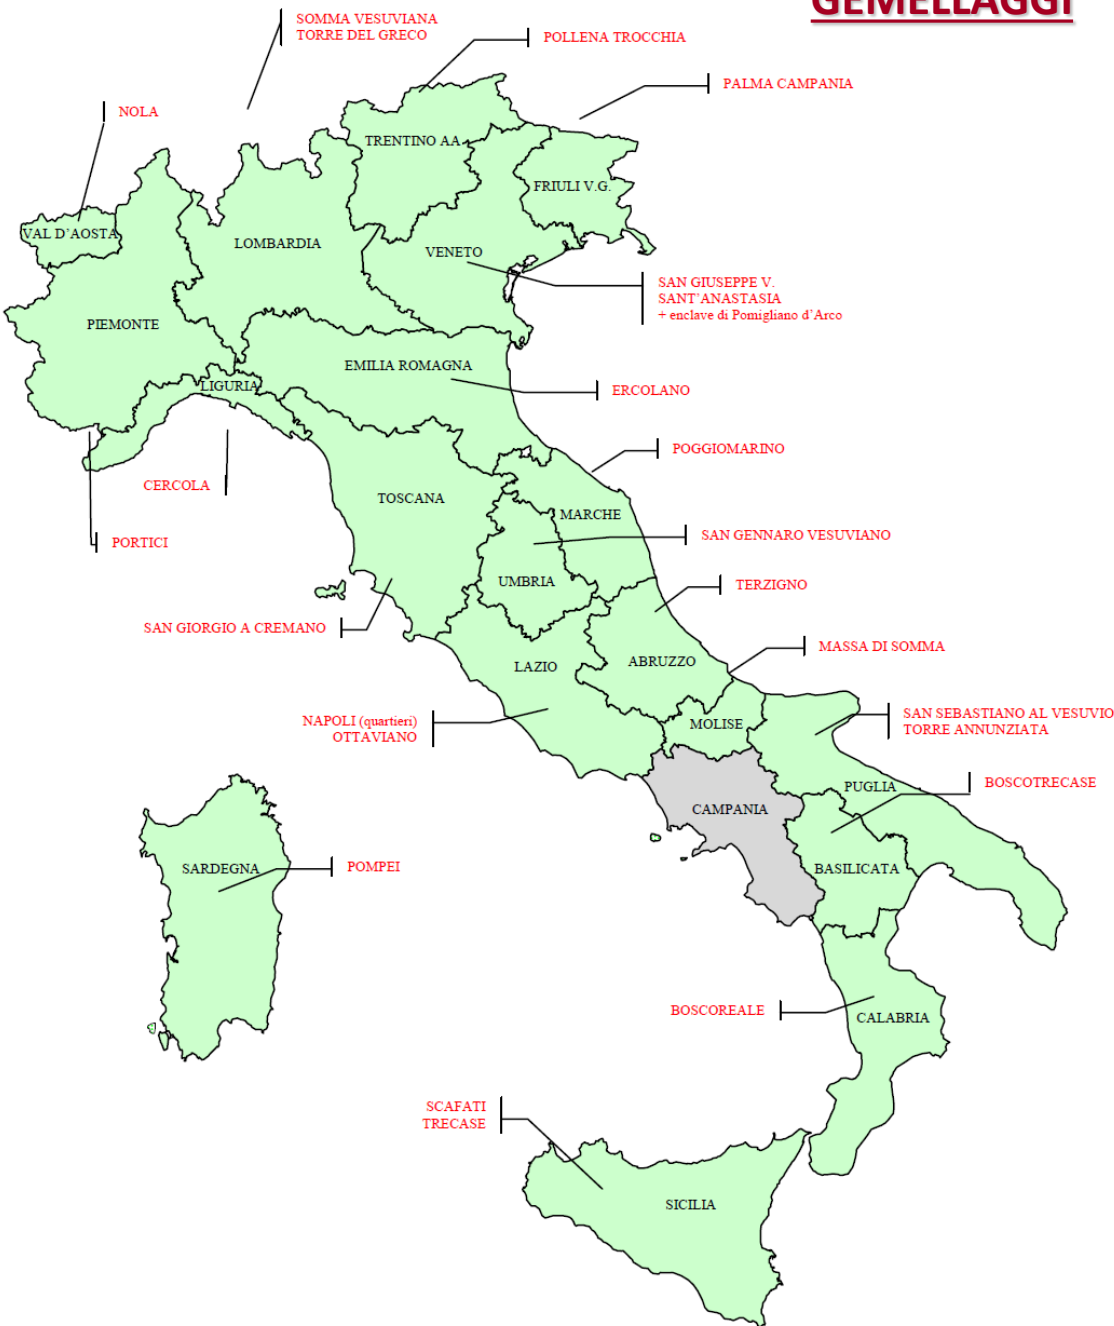 GEMELLAGGI
SOMMA VESUVIANA
TORRE DEL GRECO
POLLENA TROCCHIA
PALMA CAMPANIA
NOLA
TRENTINO AA.
FRIULI V.G.
VAL D'AOSTA
LOMBARDIA
VENETO
SAN GIUSEPPE V.
SANT'ANASTASIA
+ enclave di Pomigliano d'Arco
PIEMONTE
EMILIA ROMAGNA
LIGURIA
ERCOLANO
POGGIOMARINO
CERCOLA
TOSCANA
MARCHE
SAN GENNARO VESUVIANO
PORTICI
UMBRIA
TERZIGNO
SAN GIORGIO A CREMANO
MASSA DI SOMMA
LAZIO
ABRUZZO
NAPOLI (quartieri)
OTTAVIANO
MOLISE
SAN SEBASTIANO AL VESUVIO
TORRE ANNUNZIATA
BOSCOTRECASE
PUGLIA
CAMPANIA
SARDEGNA
POMPEI
BASILICATA
BOSCOREALE
CALABRIA
SCAFATI
TRECASE
SICILIA